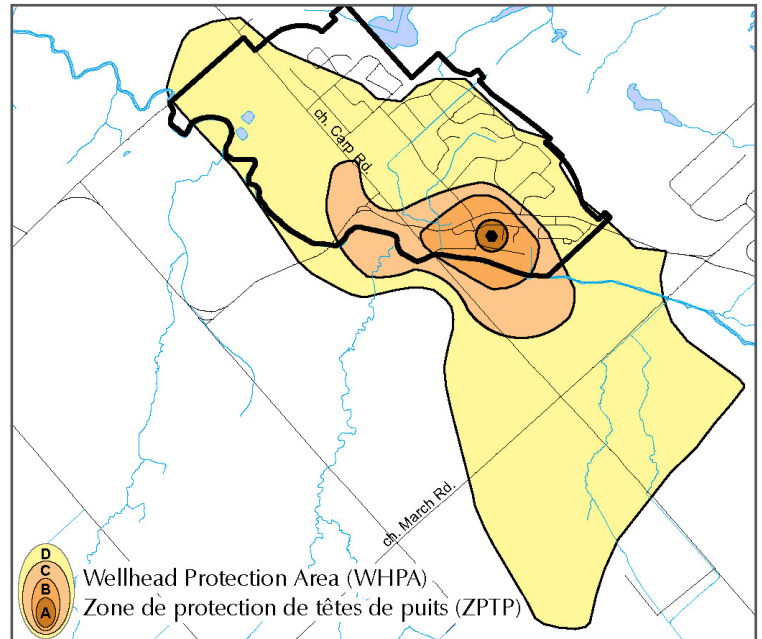 ch. Carp Rd.
ch. March Rd.
D
C
B
A
Wellhead Protection Area (WHPA)
Zone de protection de têtes de puits (ZPTP)